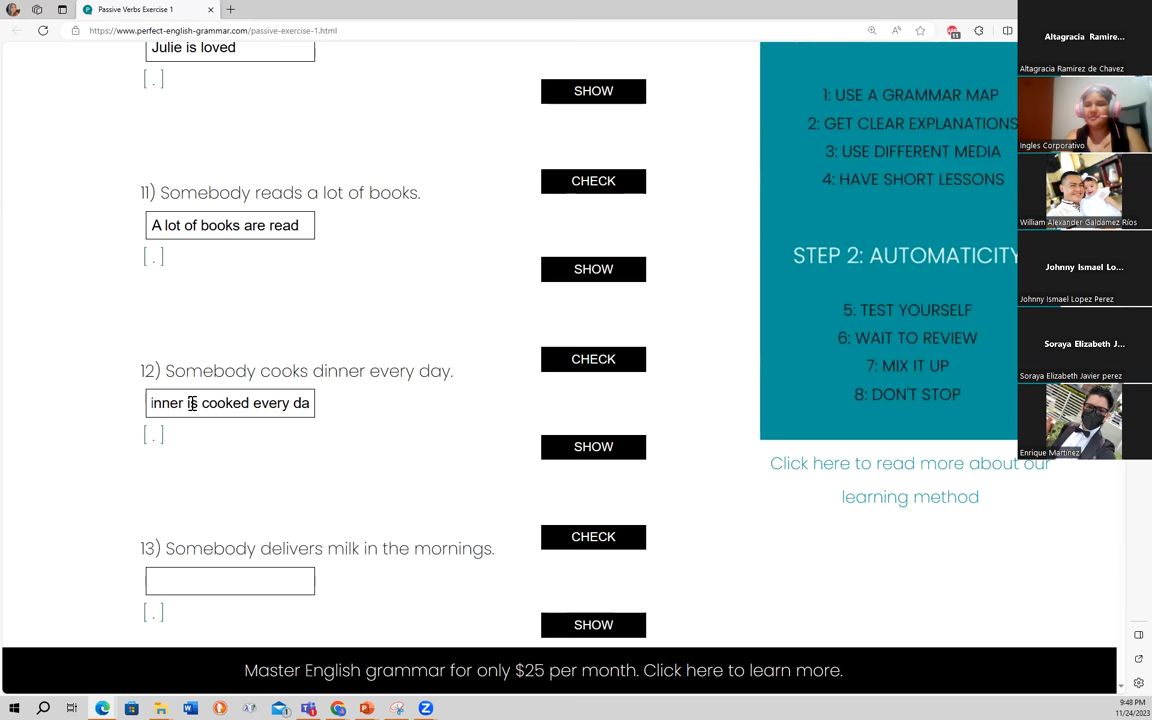 Passive Verbs Exercise 1
https://www.perfect-english-grammar.com/passive-exercise-1.html
Julie is loved
[ . ]
SHOW
11) Somebody reads a lot of books.
CHECK
A lot of books are read
[ . ]
SHOW
12) Somebody cooks dinner every day.
CHECK
inner is cooked every da
[ . ]
SHOW
13) Somebody delivers milk in the mornings.
CHECK
[ . ]
SHOW
1: USE A GRAMMAR MAP
2: GET CLEAR EXPLANATIONS
3: USE DIFFERENT MEDIA
4: HAVE SHORT LESSONS
STEP 2: AUTOMATICITY
5: TEST YOURSELF
6: WAIT TO REVIEW
7: MIX IT UP
8: DON'T STOP
Click here to read more about our
learning method
Master English grammar for only $25 per month. Click here to learn more.
Altagracia Ramire...
Altagracia Ramirez de Chavez
Ingles Corporativo
William Alexander Galdámez Ríos
Johnny Ismael Lo...
Johnny Ismael Lopez Perez
Soraya Elizabeth J...
Soraya Elizabeth Javier perez
Enrique Martínez
9:48 PM
11/24/2023